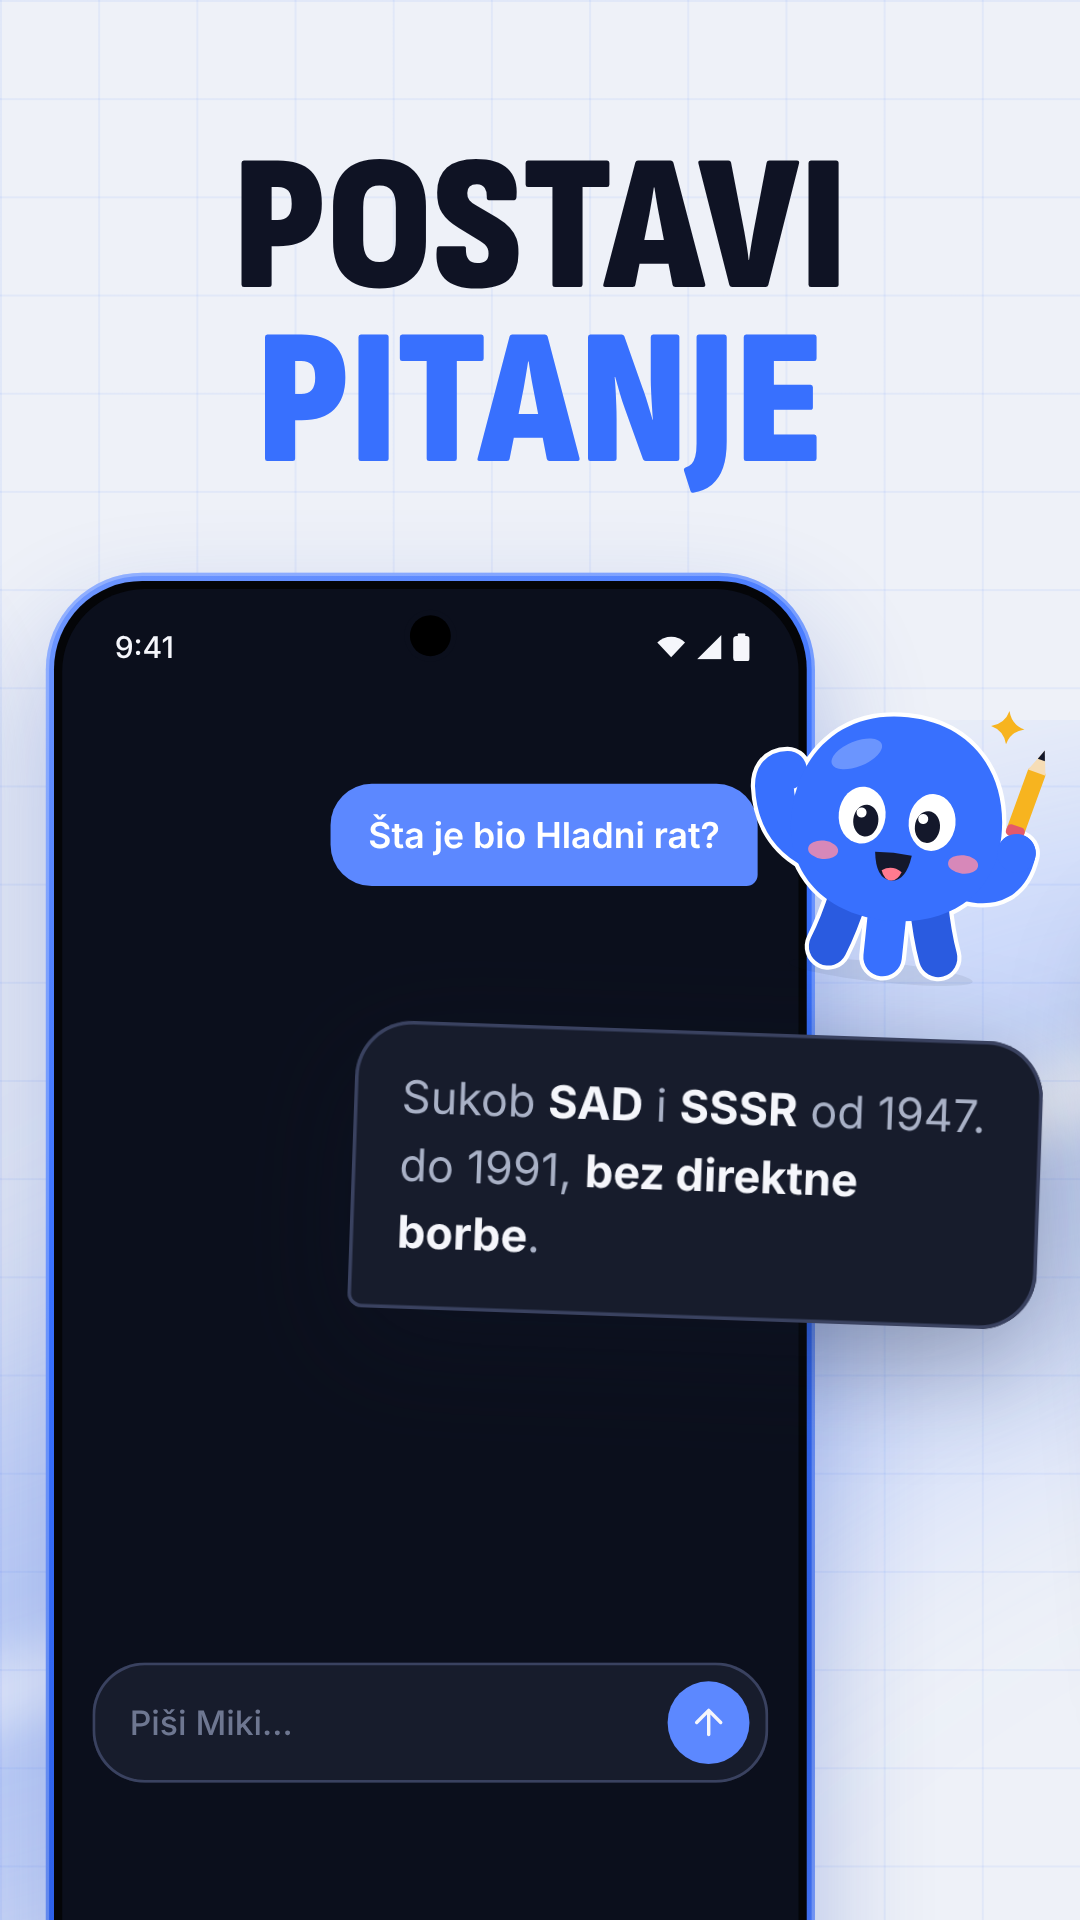 POSTAVI
PITANJE
9:41
Šta je bio Hladni rat?
Sukob SAD i SSSR od 1947.
do 1991, bez direktne
borbe.
Piši Miki...